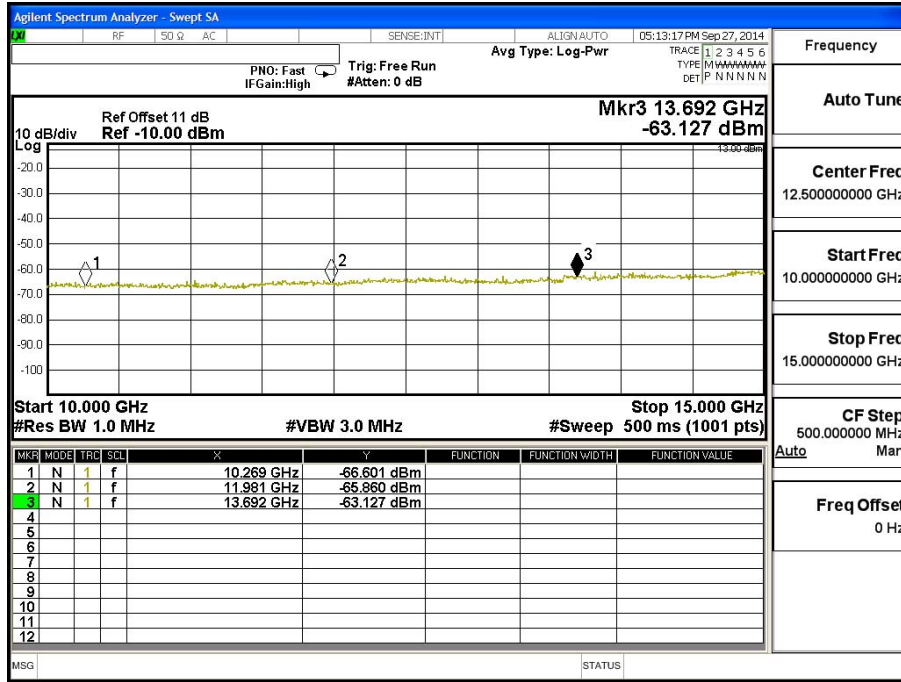 Agilent Spectrum Analyzer - Swept SA
LXI RF 50 Ω AC SENSE:INT ALIGN AUTO 05:13:17 PM Sep 27, 2014
Avg Type: Log-Pwr TRACE 1 2 3 4 5 6
PNO: Fast Trig: Free Run TYPE M WWWWW
IFGain:High #Atten: 0 dB DET P N N N N N
Frequency
Auto Tune
Center Freq
12.500000000 GHz
Start Freq
10.000000000 GHz
Stop Freq
15.000000000 GHz
CF Step
500.000000 MHz
Auto Man
Freq Offset
0 Hz
Mkr3 13.692 GHz
-63.127 dBm
Ref Offset 11 dB
10 dB/div Ref -10.00 dBm
Log
-13.00 dBm
-20.0
-30.0
-40.0
-50.0
-60.0
-70.0
-80.0
-90.0
-100
1
2
3
Start 10.000 GHz Stop 15.000 GHz
#Res BW 1.0 MHz #VBW 3.0 MHz #Sweep 500 ms (1001 pts)
MKR MODE TRC SCL X Y FUNCTION FUNCTION WIDTH FUNCTION VALUE
1 N 1 f 10.269 GHz -66.601 dBm
2 N 1 f 11.981 GHz -65.860 dBm
3 N 1 f 13.692 GHz -63.127 dBm
4
5
6
7
8
9
10
11
12
MSG STATUS